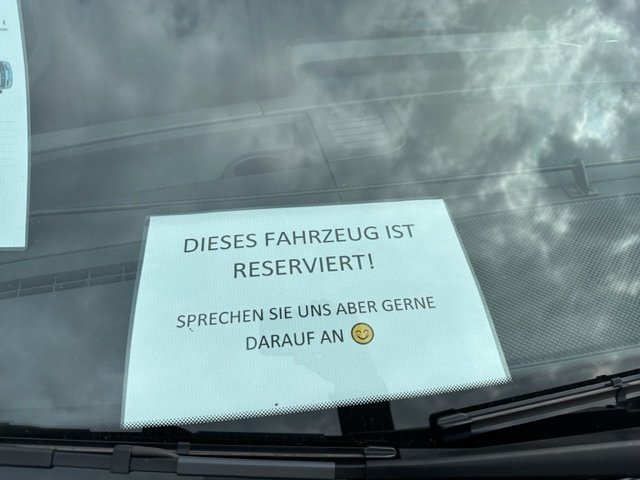 DIESES FAHRZEUG IST
RESERVIERT!
SPRECHEN SIE UNS ABER GERNE
DARAUF AN 😊